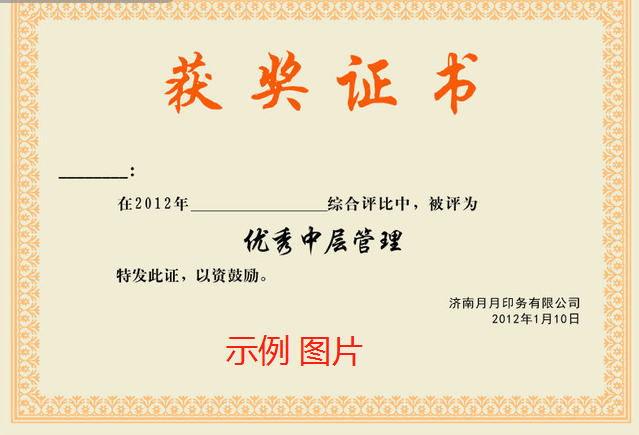 获奖证书
________:
在2012年________________综合评比中，被评为
优秀中层管理
特发此证，以资鼓励。
济南月月印务有限公司
2012年1月10日
示例 图片